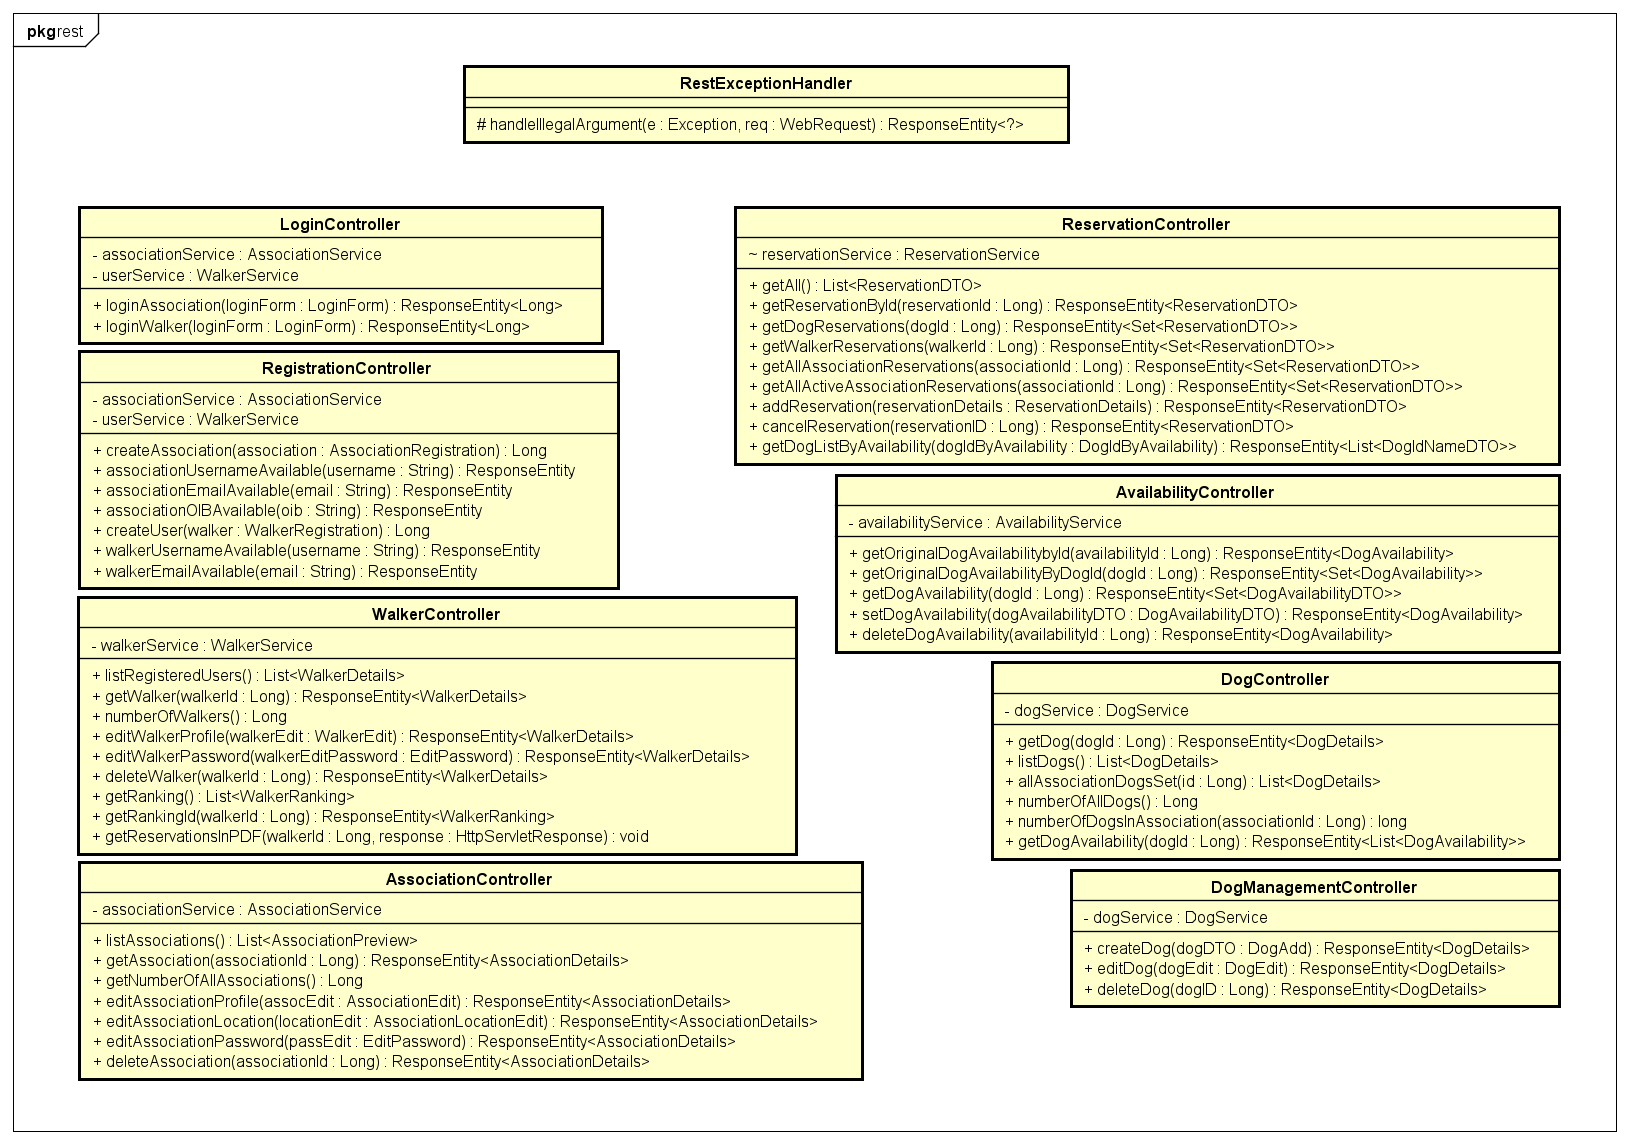 pkg rest
RestExceptionHandler
# handleIllegalArgument(e : Exception, req : WebRequest) : ResponseEntity<?>
LoginController
- associationService : AssociationService
- userService : WalkerService
+ loginAssociation(loginForm : LoginForm) : ResponseEntity<Long>
+ loginWalker(loginForm : LoginForm) : ResponseEntity<Long>
RegistrationController
- associationService : AssociationService
- userService : WalkerService
+ createAssociation(association : AssociationRegistration) : Long
+ associationUsernameAvailable(username : String) : ResponseEntity
+ associationEmailAvailable(email : String) : ResponseEntity
+ associationOIBAvailable(oib : String) : ResponseEntity
+ createUser(walker : WalkerRegistration) : Long
+ walkerUsernameAvailable(username : String) : ResponseEntity
+ walkerEmailAvailable(email : String) : ResponseEntity
WalkerController
- walkerService : WalkerService
+ listRegisteredUsers() : List<WalkerDetails>
+ getWalker(walkerId : Long) : ResponseEntity<WalkerDetails>
+ numberOfWalkers() : Long
+ editWalkerProfile(walkerEdit : WalkerEdit) : ResponseEntity<WalkerDetails>
+ editWalkerPassword(walkerEditPassword : EditPassword) : ResponseEntity<WalkerDetails>
+ deleteWalker(walkerId : Long) : ResponseEntity<WalkerDetails>
+ getRanking() : List<WalkerRanking>
+ getRankingId(walkerId : Long) : ResponseEntity<WalkerRanking>
+ getReservationsInPDF(walkerId : Long, response : HttpServletResponse) : void
AssociationController
- associationService : AssociationService
+ listAssociations() : List<AssociationPreview>
+ getAssociation(associationId : Long) : ResponseEntity<AssociationDetails>
+ getNumberOfAllAssociations() : Long
+ editAssociationProfile(assocEdit : AssociationEdit) : ResponseEntity<AssociationDetails>
+ editAssociationLocation(locationEdit : AssociationLocationEdit) : ResponseEntity<AssociationDetails>
+ editAssociationPassword(passEdit : EditPassword) : ResponseEntity<AssociationDetails>
+ deleteAssociation(associationId : Long) : ResponseEntity<AssociationDetails>
ReservationController
~ reservationService : ReservationService
+ getAll() : List<ReservationDTO>
+ getReservationById(reservationId : Long) : ResponseEntity<ReservationDTO>
+ getDogReservations(dogId : Long) : ResponseEntity<Set<ReservationDTO>>
+ getWalkerReservations(walkerId : Long) : ResponseEntity<Set<ReservationDTO>>
+ getAllAssociationReservations(associationId : Long) : ResponseEntity<Set<ReservationDTO>>
+ getAllActiveAssociationReservations(associationId : Long) : ResponseEntity<Set<ReservationDTO>>
+ addReservation(reservationDetails : ReservationDetails) : ResponseEntity<ReservationDTO>
+ cancelReservation(reservationID : Long) : ResponseEntity<ReservationDTO>
+ getDogListByAvailability(dogIdByAvailability : DogIdByAvailability) : ResponseEntity<List<DogIdNameDTO>>
AvailabilityController
- availabilityService : AvailabilityService
+ getOriginalDogAvailabilitybyId(availabilityId : Long) : ResponseEntity<DogAvailability>
+ getOriginalDogAvailabilityByDogId(dogId : Long) : ResponseEntity<Set<DogAvailability>>
+ getDogAvailability(dogId : Long) : ResponseEntity<Set<DogAvailabilityDTO>>
+ setDogAvailability(dogAvailabilityDTO : DogAvailabilityDTO) : ResponseEntity<DogAvailability>
+ deleteDogAvailability(availabilityId : Long) : ResponseEntity<DogAvailability>
DogController
- dogService : DogService
+ getDog(dogId : Long) : ResponseEntity<DogDetails>
+ listDogs() : List<DogDetails>
+ allAssociationDogsSet(id : Long) : List<DogDetails>
+ numberOfAllDogs() : Long
+ numberOfDogsInAssociation(associationId : Long) : long
+ getDogAvailability(dogId : Long) : ResponseEntity<List<DogAvailability>>
DogManagementController
- dogService : DogService
+ createDog(dogDTO : DogAdd) : ResponseEntity<DogDetails>
+ editDog(dogEdit : DogEdit) : ResponseEntity<DogDetails>
+ deleteDog(dogID : Long) : ResponseEntity<DogDetails>